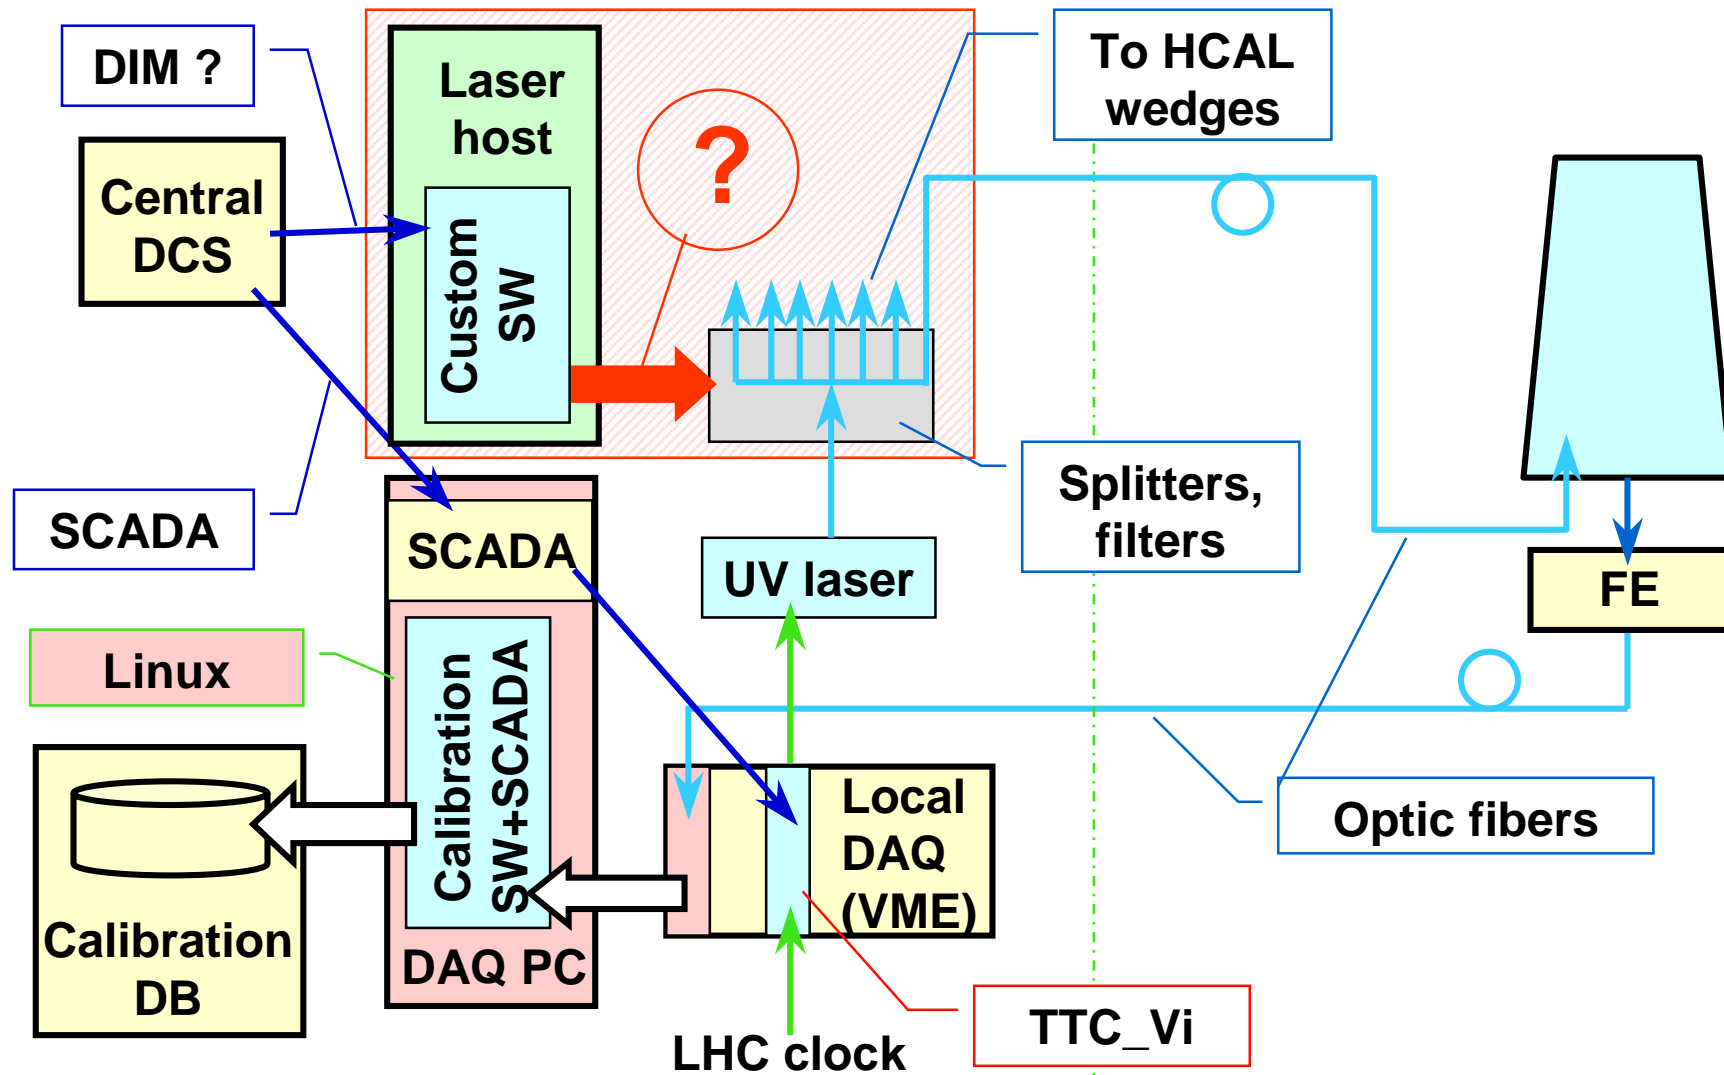 DIM ?
Laser
host
?
To HCAL
wedges
Central
DCS
Custom
SW
SCADA
Splitters,
filters
SCADA
UV laser
FE
Linux
Calibration
SW+SCADA
Local
DAQ
(VME)
Optic fibers
Calibration
DB
DAQ PC
TTC_Vi
LHC clock